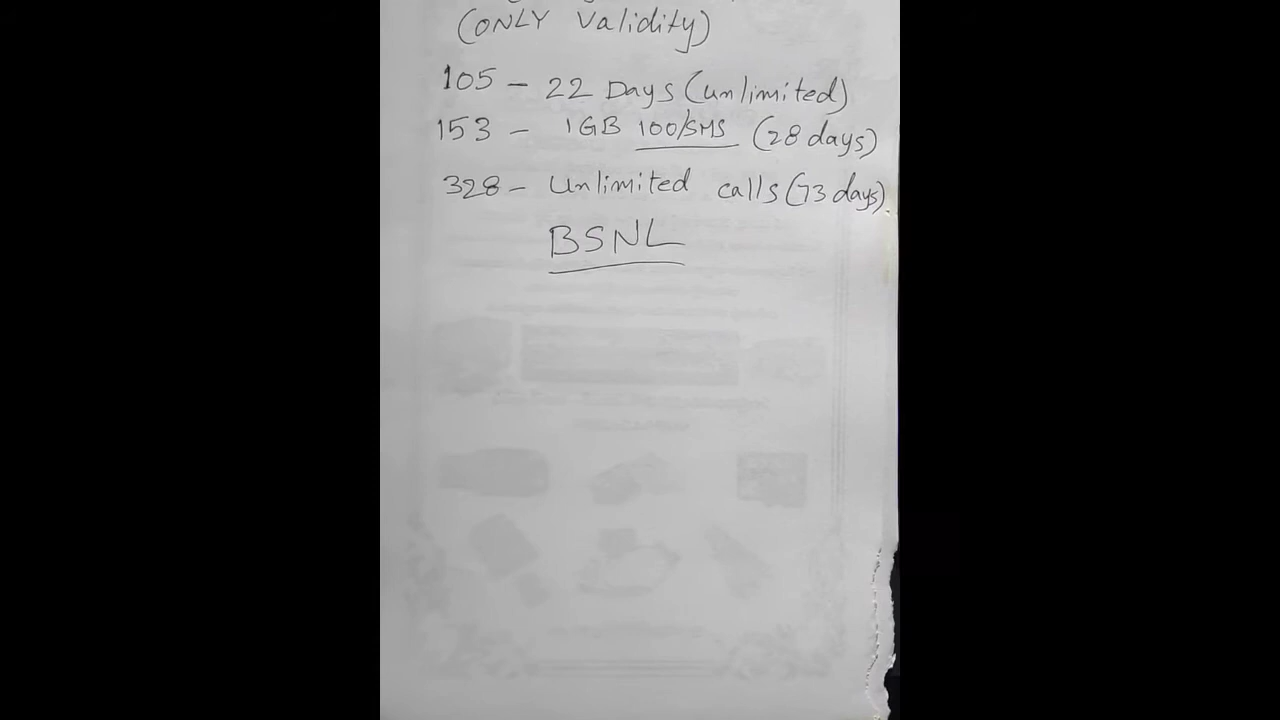 (ONLY Validity)
105 - 22 Days (unlimited)
153 - 1GB 100/SMS (28 days)
328 - Unlimited calls (73 days).
BSNL